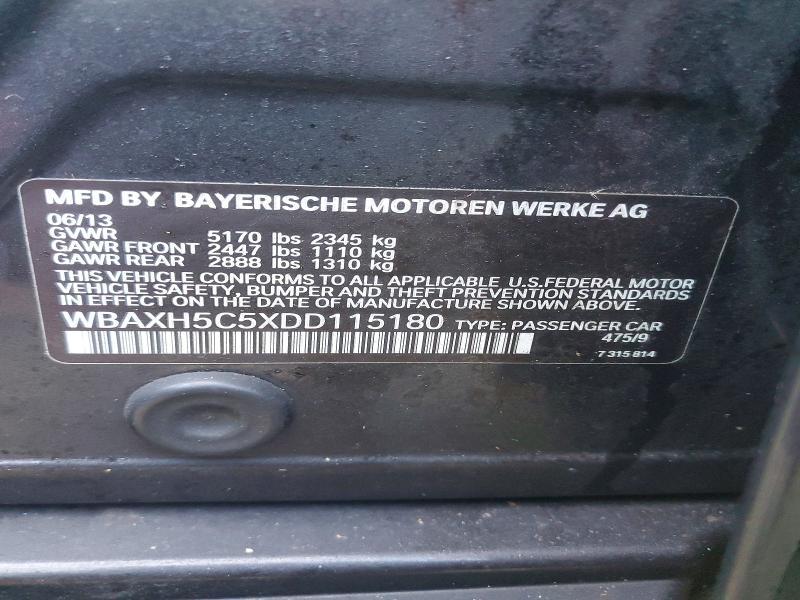 MFD BY BAYERISCHE MOTOREN WERKE AG
06/13
GVWR 5170 lbs 2345 kg
GAWR FRONT 2447 lbs 1110 kg
GAWR REAR 2888 lbs 1310 kg
THIS VEHICLE CONFORMS TO ALL APPLICABLE U.S.FEDERAL MOTOR
VEHICLE SAFETY, BUMPER AND THEFT PREVENTION STANDARDS
IN EFFECT ON DATE OF MANUFACTURE SHOWN ABOVE.
WBAXH5C5XDD115180 TYPE: PASSENGER CAR
475/9
7 315 814